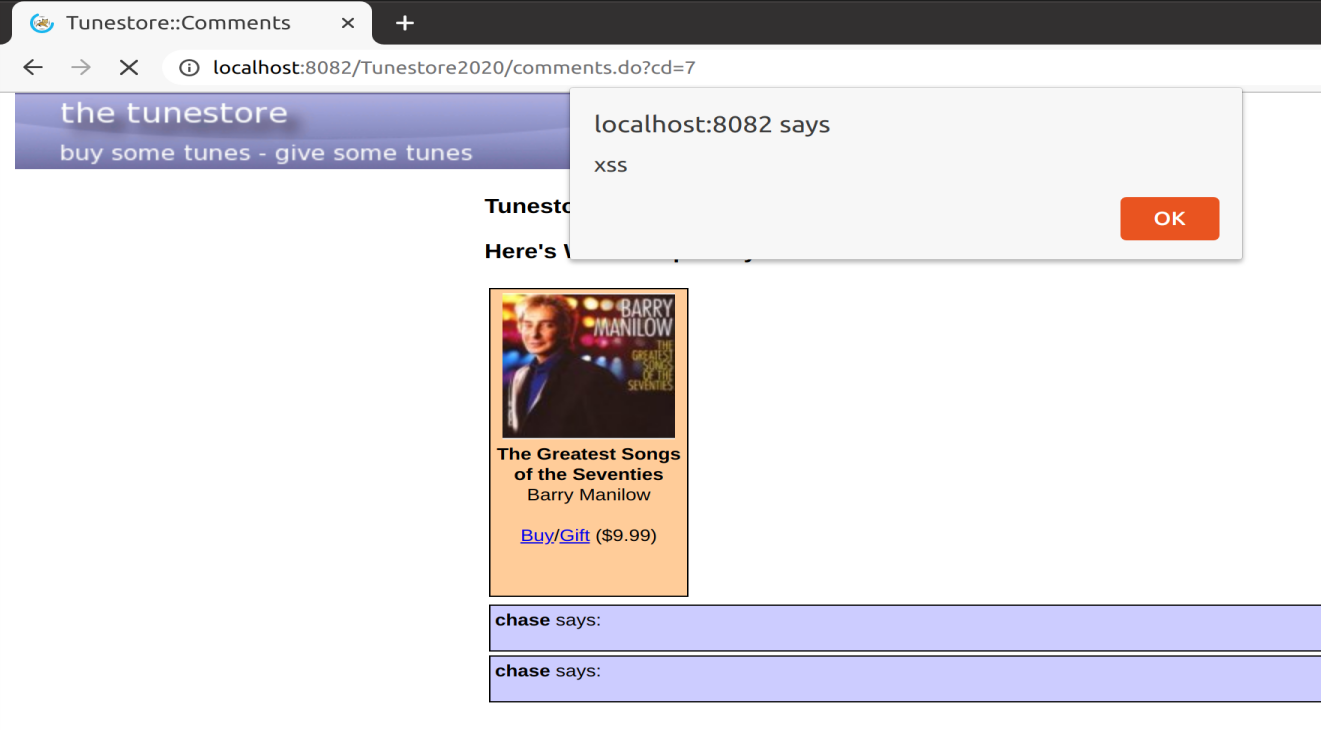 Tunestore::Comments
localhost:8082/Tunestore2020/comments.do?cd=7
the tunestore
buy some tunes - give some tunes
localhost:8082 says
xss
OK
Here's
BARRY
MANILOW
THE
GREATEST
SONGS
OF THE
SEVENTIES
The Greatest Songs
of the Seventies
Barry Manilow
Buy/Gift ($9.99)
chase says:
chase says: